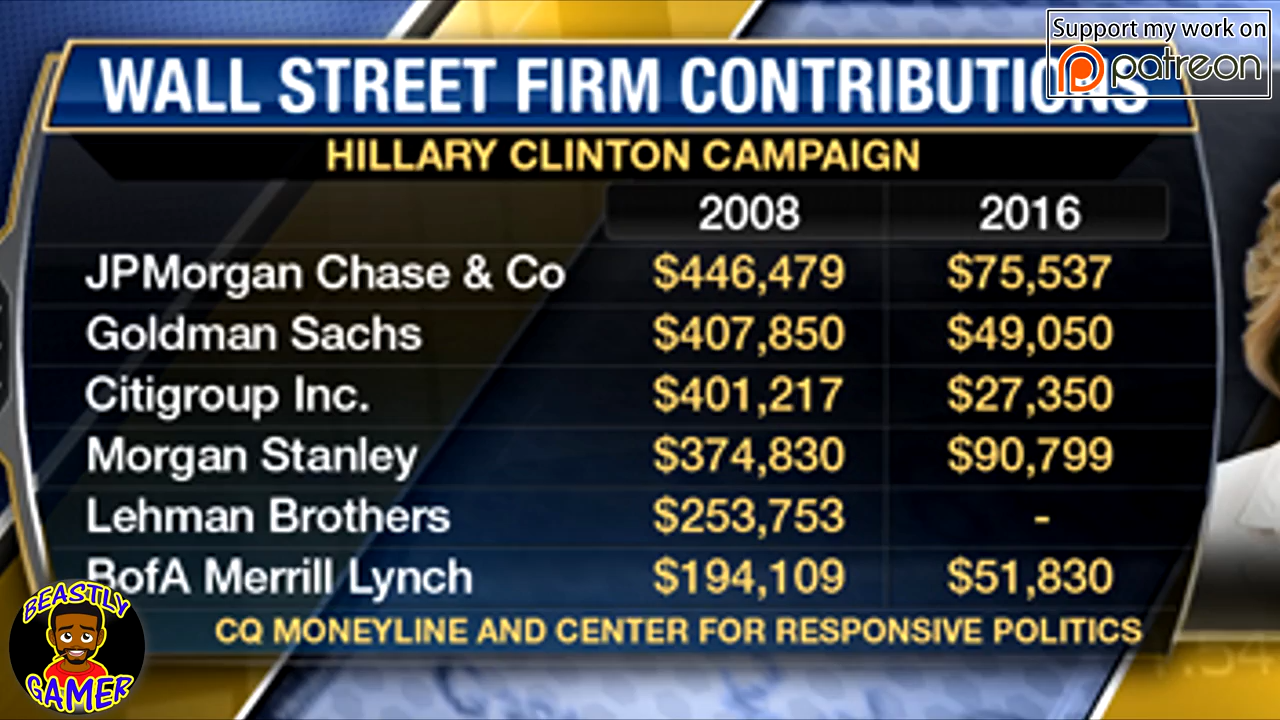 Support my work on
patreon
WALL STREET FIRM CONTRIBUTIONS
HILLARY CLINTON CAMPAIGN
2008 2016
JPMorgan Chase & Co $446,479 $75,537
Goldman Sachs $407,850 $49,050
Citigroup Inc. $401,217 $27,350
Morgan Stanley $374,830 $90,799
Lehman Brothers $253,753 -
BofA Merrill Lynch $194,109 $51,830
CQ MONEYLINE AND CENTER FOR RESPONSIVE POLITICS
BEASTLY
GAMER